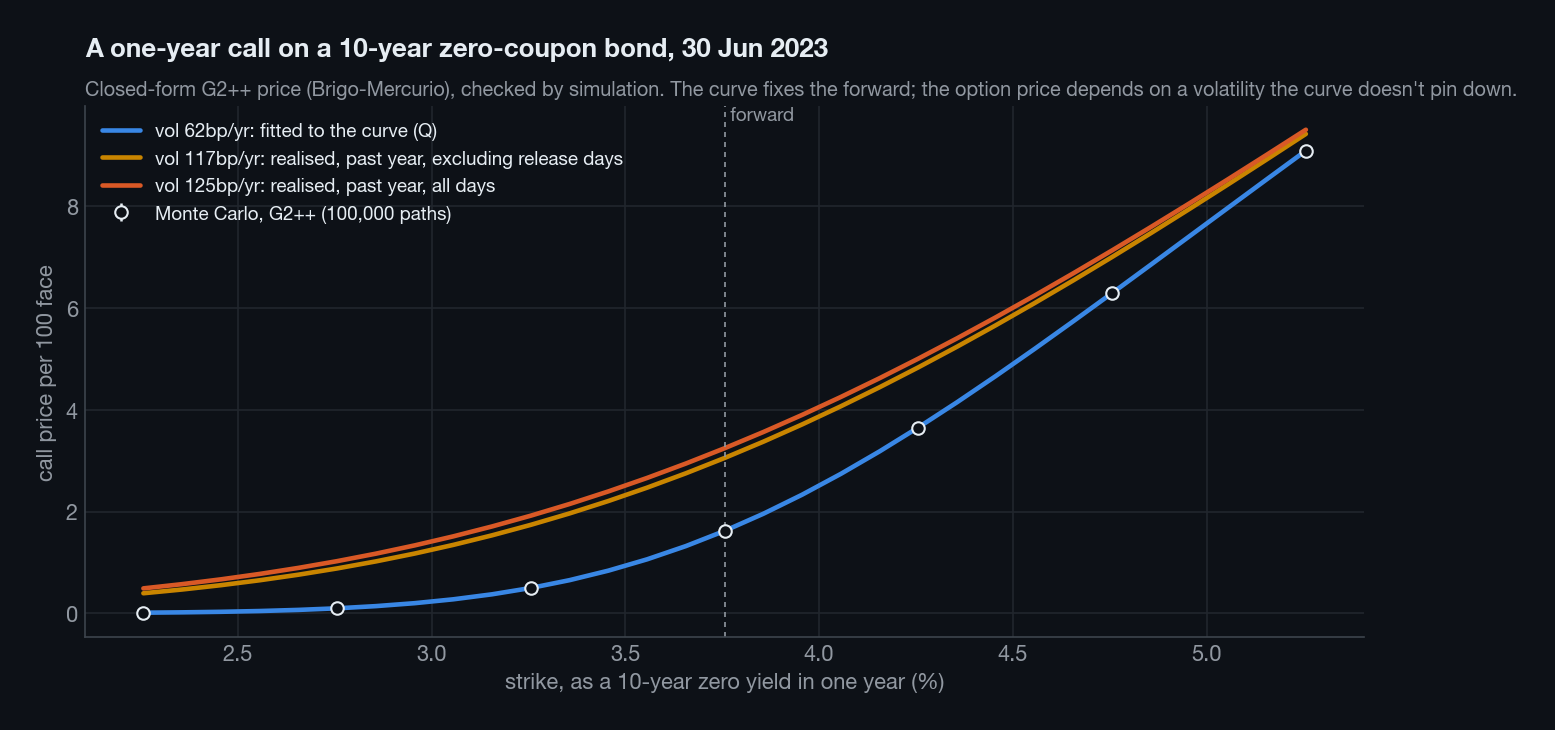 A one-year call on a 10-year zero-coupon bond, 30 Jun 2023
Closed-form G2++ price (Brigo-Mercurio), checked by simulation. The curve fixes the forward; the option price depends on a volatility the curve doesn't pin down.
forward
vol 62bp/yr: fitted to the curve (Q)
vol 117bp/yr: realised, past year, excluding release days
vol 125bp/yr: realised, past year, all days
Monte Carlo, G2++ (100,000 paths)
call price per 100 face
8
6
4
2
0
2.5 3.0 3.5 4.0 4.5 5.0
strike, as a 10-year zero yield in one year (%)